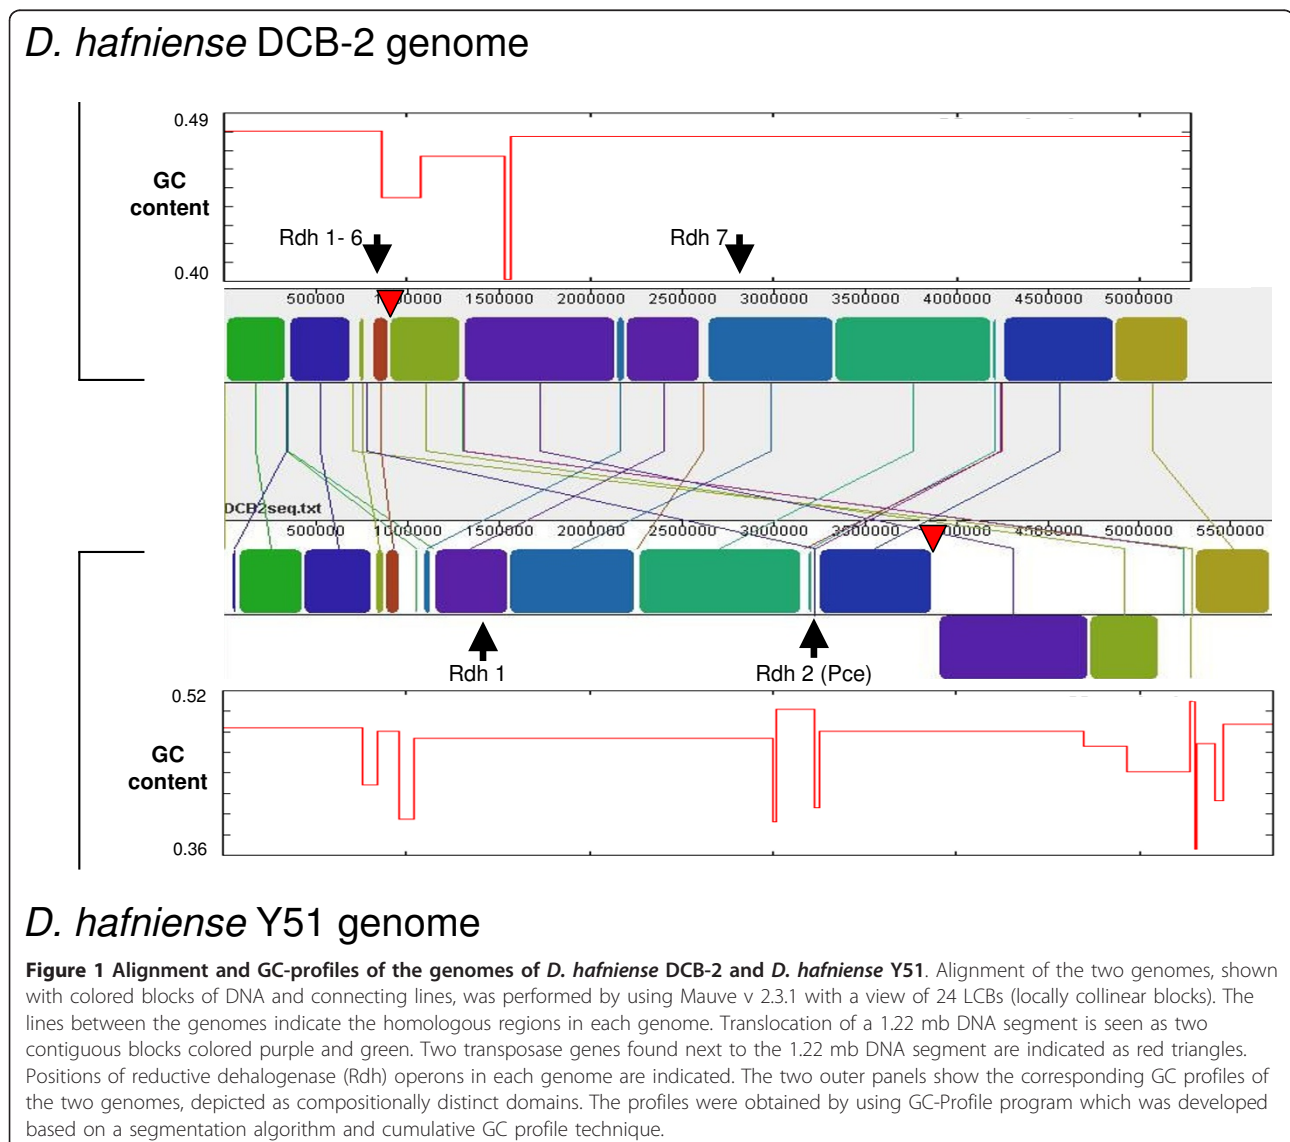 D. hafniense DCB-2 genome
0.49
GC
content
Rdh 1- 6
Rdh 7
0.40
500000 1500000 2000000 2500000 3000000 3500000 4000000 4500000 5000000
DCB2seq.txt
500000 1000000 1500000 2000000 2500000 3000000 3500000 4500000 5000000 5500000
Rdh 1
Rdh 2 (Pce)
0.52
GC
content
0.36
D. hafniense Y51 genome
Figure 1 Alignment and GC-profiles of the genomes of D. hafniense DCB-2 and D. hafniense Y51. Alignment of the two genomes, shown
with colored blocks of DNA and connecting lines, was performed by using Mauve v 2.3.1 with a view of 24 LCBs (locally collinear blocks). The
lines between the genomes indicate the homologous regions in each genome. Translocation of a 1.22 mb DNA segment is seen as two
contiguous blocks colored purple and green. Two transposase genes found next to the 1.22 mb DNA segment are indicated as red triangles.
Positions of reductive dehalogenase (Rdh) operons in each genome are indicated. The two outer panels show the corresponding GC profiles of
the two genomes, depicted as compositionally distinct domains. The profiles were obtained by using GC-Profile program which was developed
based on a segmentation algorithm and cumulative GC profile technique.